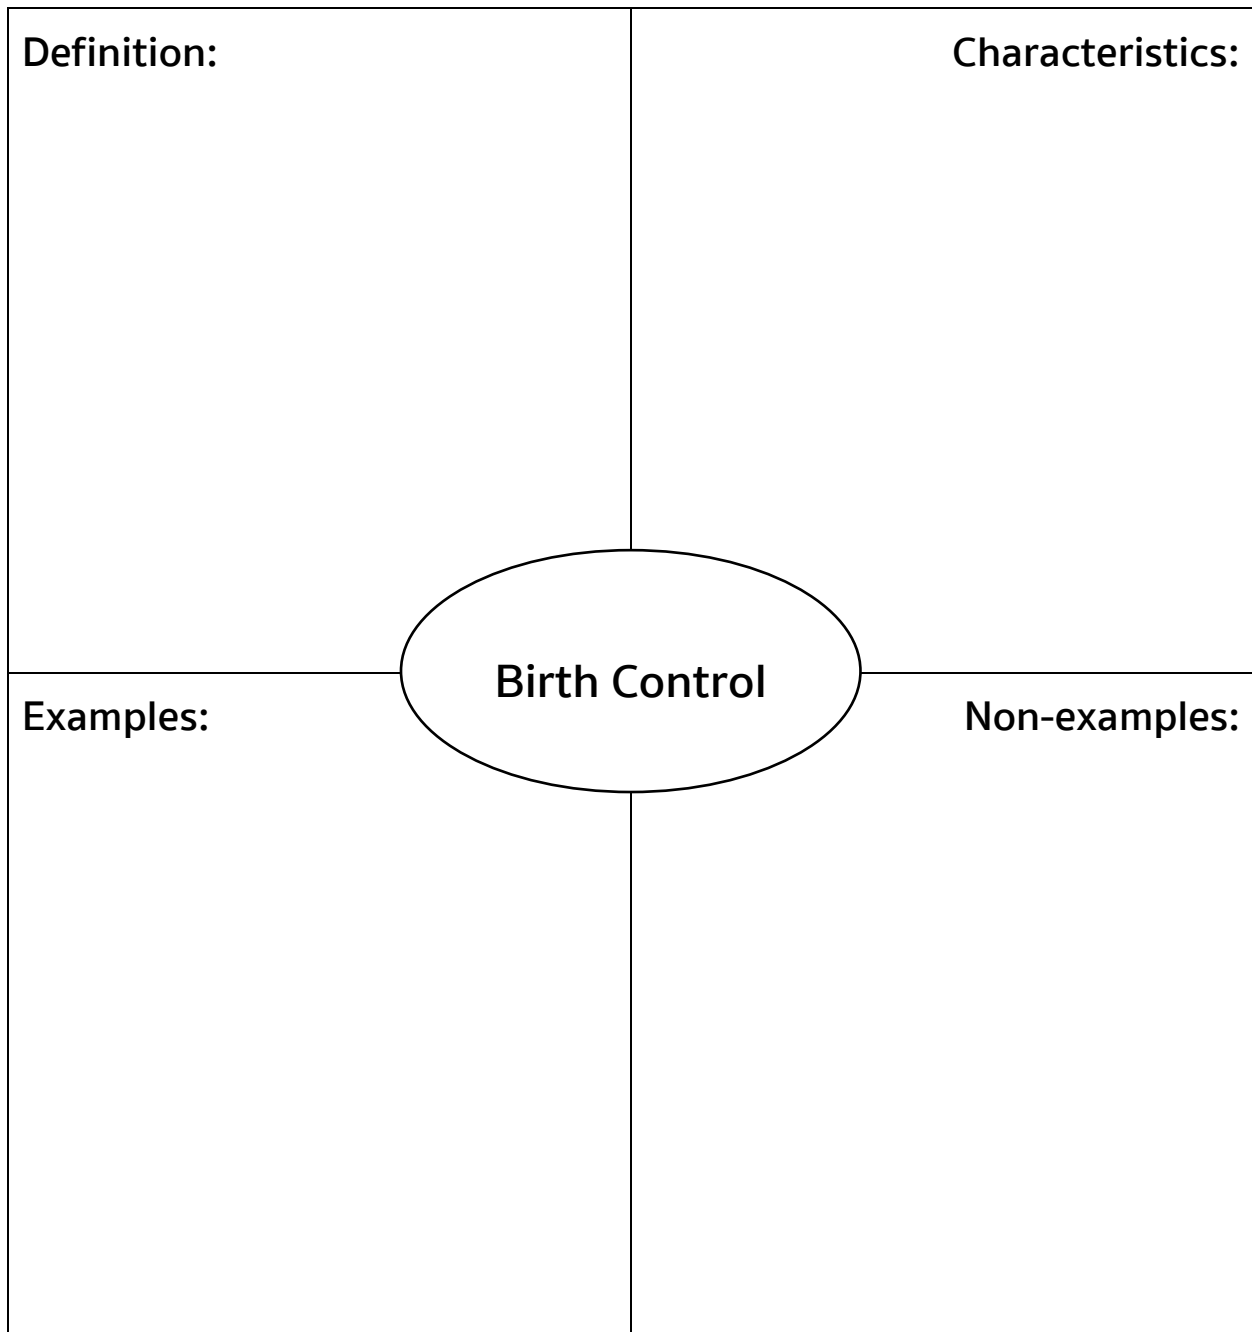 Definition:
Characteristics:
Birth Control
Examples:
Non-examples: